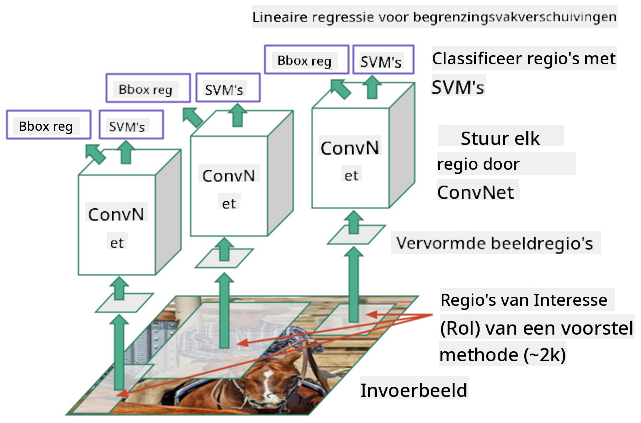 Lineaire regressie voor begrenzingsvakverschuivingen
Bbox reg
SVM's
Classificeer regio's met
SVM's
Bbox reg
SVM's
Bbox reg
SVM's
Stuur elk
regio door
ConvNet
ConvN
et
ConvN
et
ConvN
et
Vervormde beeldregio's
Regio's van Interesse
(RoI) van een voorstel
methode (~2k)
Invoerbeeld